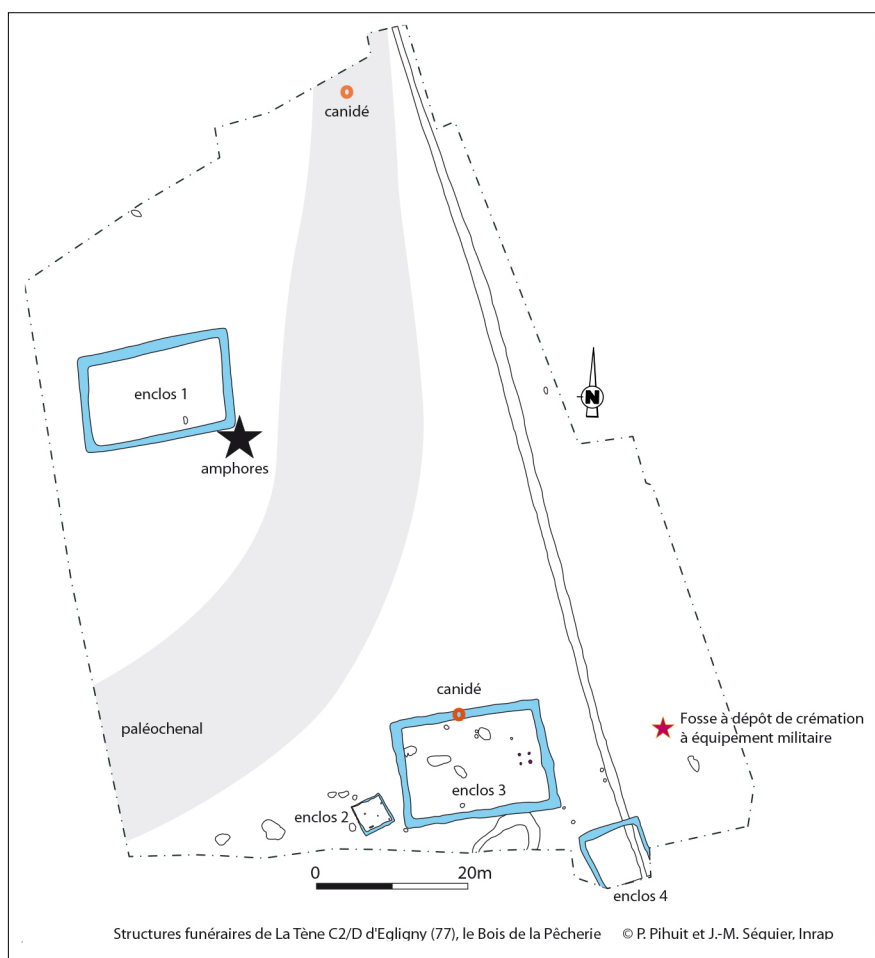 canidé
enclos 1
N
amphores
canidé
Fosse à dépôt de crémation
à équipement militaire
paléochenal
enclos 3
enclos 2
0 20m
enclos 4
Structures funéraires de La Tène C2/D d'Egligny (77), le Bois de la Pêcherie © P. Pihuit et J.-M. Séguier, Inrap